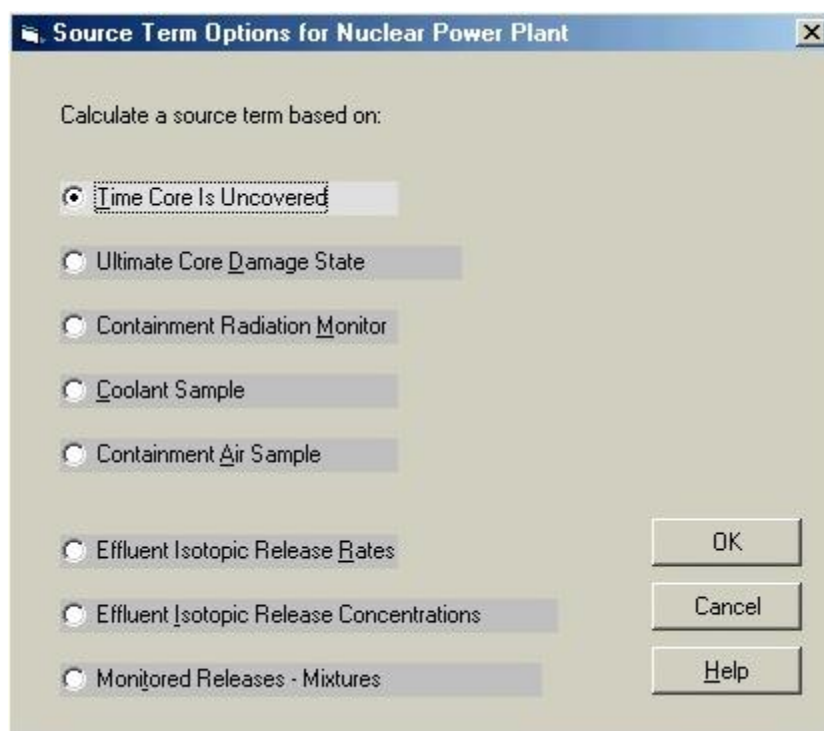 Source Term Options for Nuclear Power Plant
Calculate a source term based on:
Time Core Is Uncovered
Ultimate Core Damage State
Containment Radiation Monitor
Coolant Sample
Containment Air Sample
Effluent Isotopic Release Rates
OK
Effluent Isotopic Release Concentrations
Cancel
Monitored Releases - Mixtures
Help